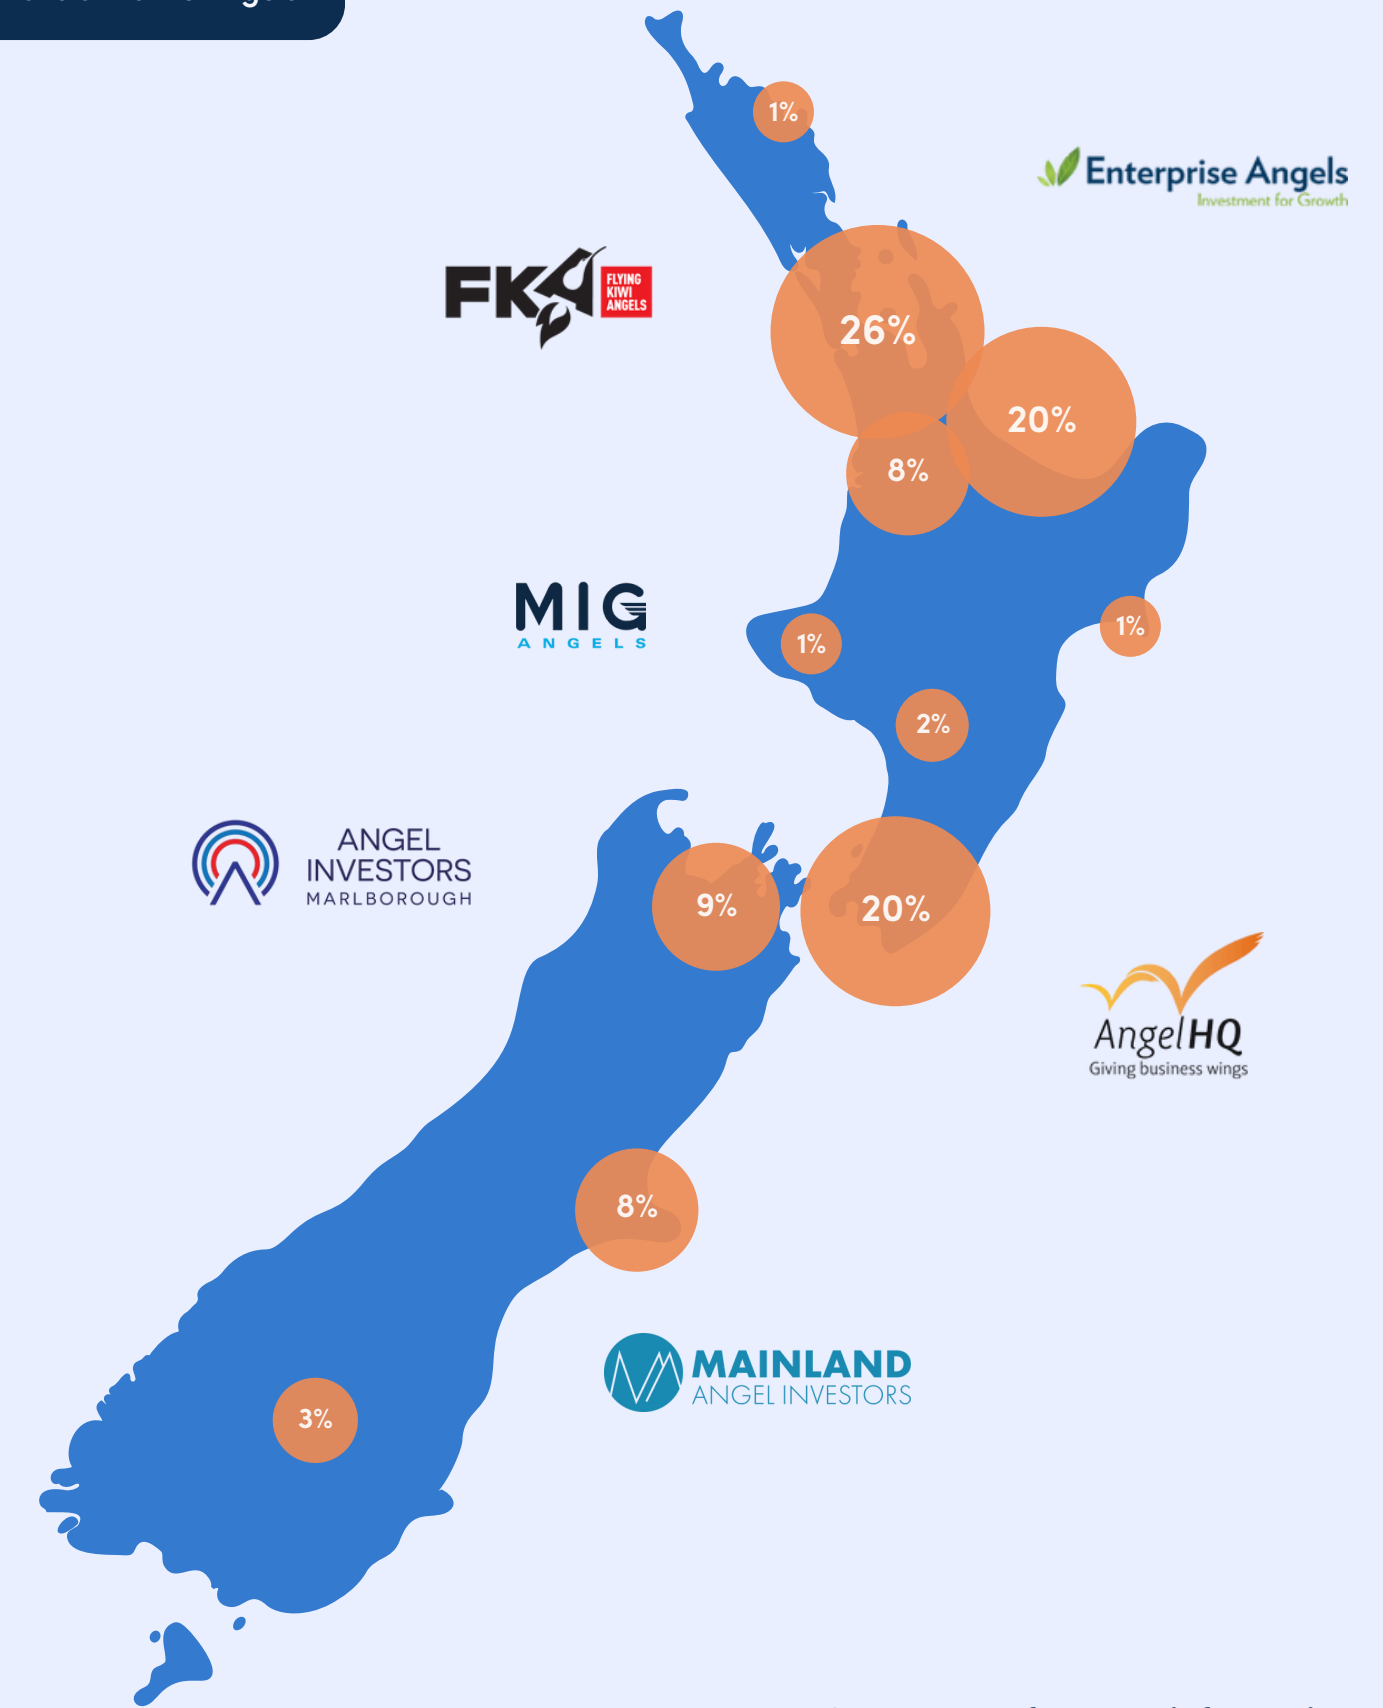 1%
Enterprise Angels
Investment for Growth
FKA
FLYING
KIWI
ANGELS
26%
20%
8%
MIG
ANGELS
1%
1%
2%
ANGEL
INVESTORS
MARLBOROUGH
9%
20%
AngelHQ
Giving business wings
8%
MAINLAND
ANGEL INVESTORS
3%